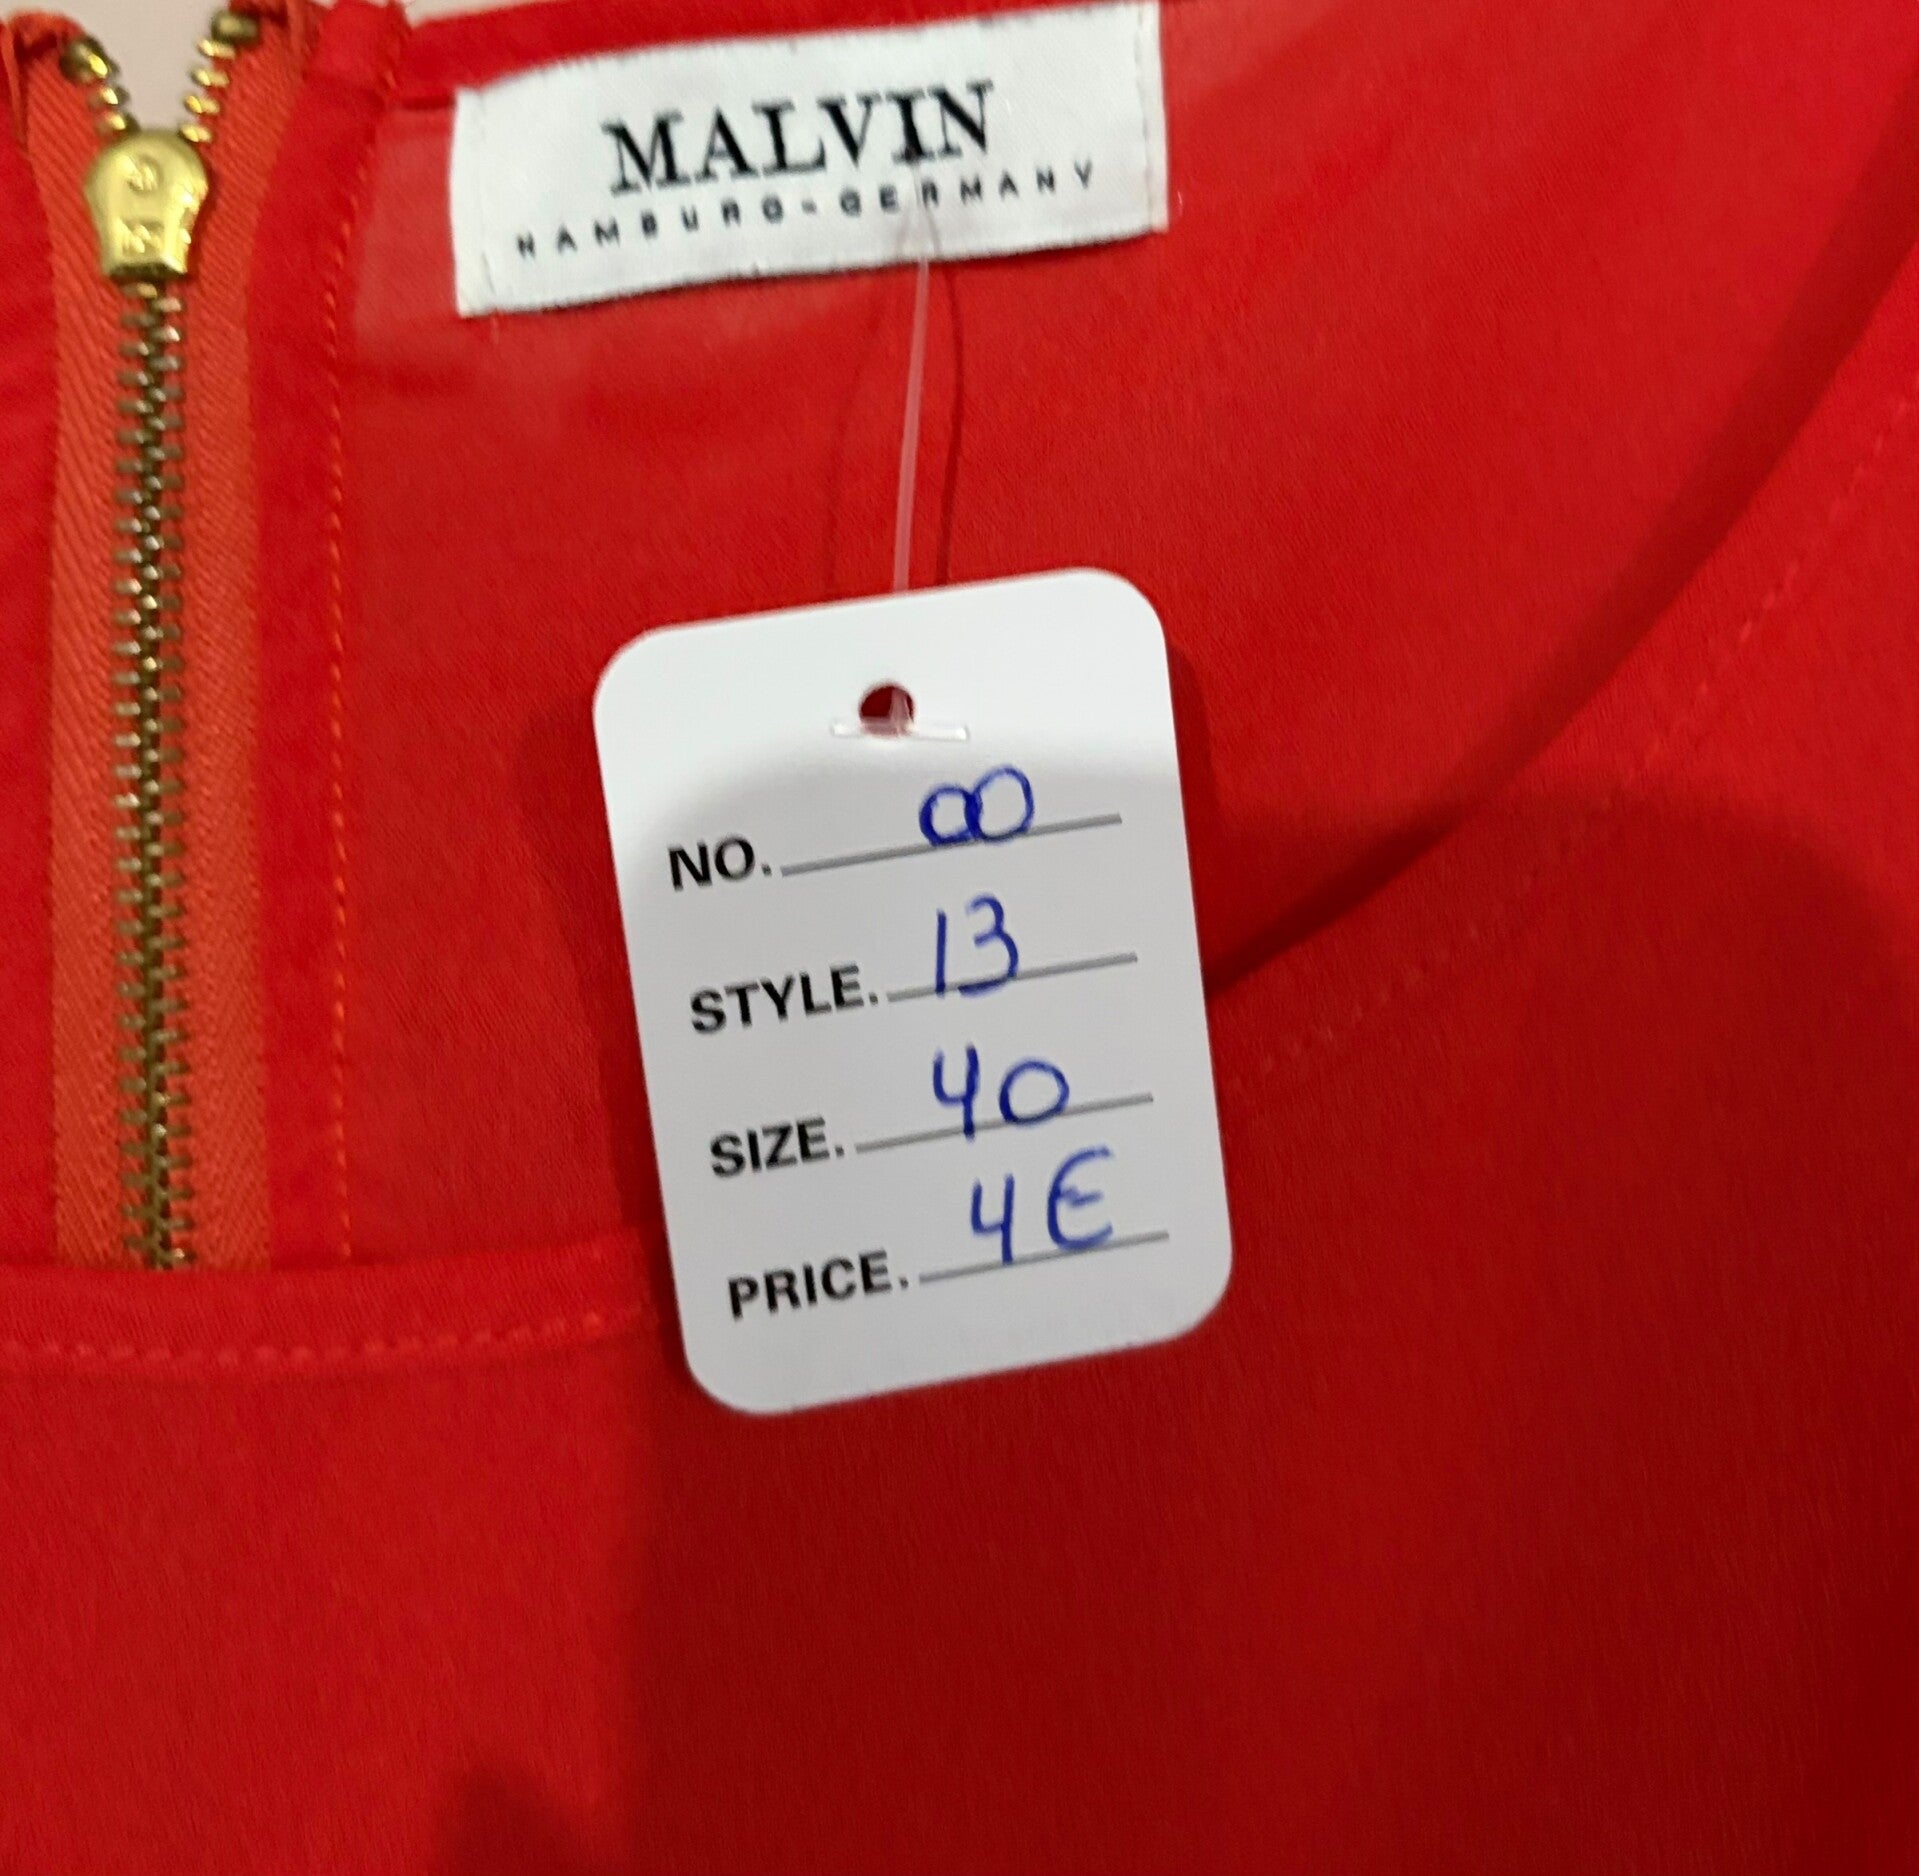 MALVIN
HAMBURG-GERMANY
NO. 00
STYLE. 13
SIZE. 40
PRICE. 4€